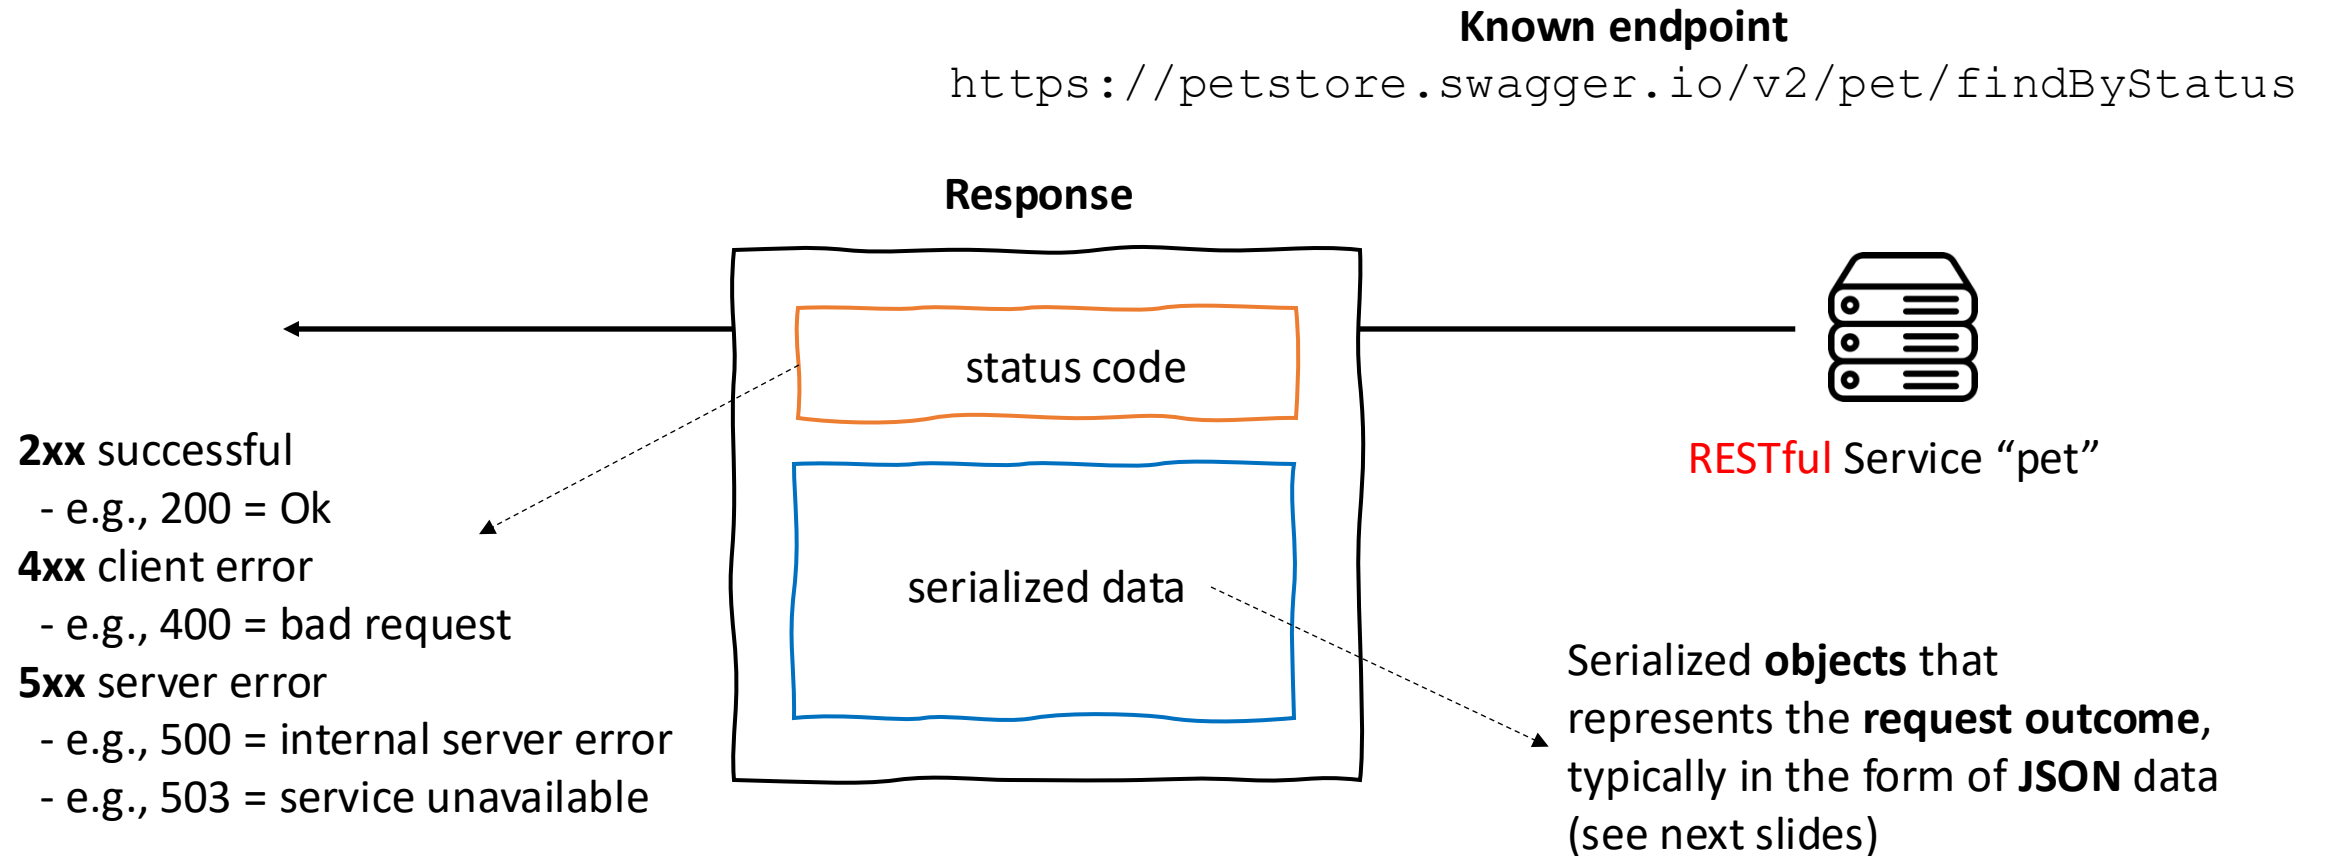 Known endpoint
https://petstore.swagger.io/v2/pet/findByStatus
Response
status code
serialized data
2xx successful
- e.g., 200 = Ok
4xx client error
- e.g., 400 = bad request
5xx server error
- e.g., 500 = internal server error
- e.g., 503 = service unavailable
RESTful Service “pet”
Serialized objects that
represents the request outcome,
typically in the form of JSON data
(see next slides)